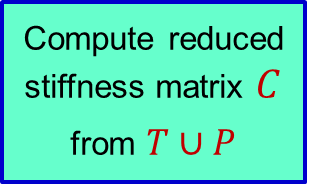 Compute reduced
stiffness matrix C
from T ∪ P